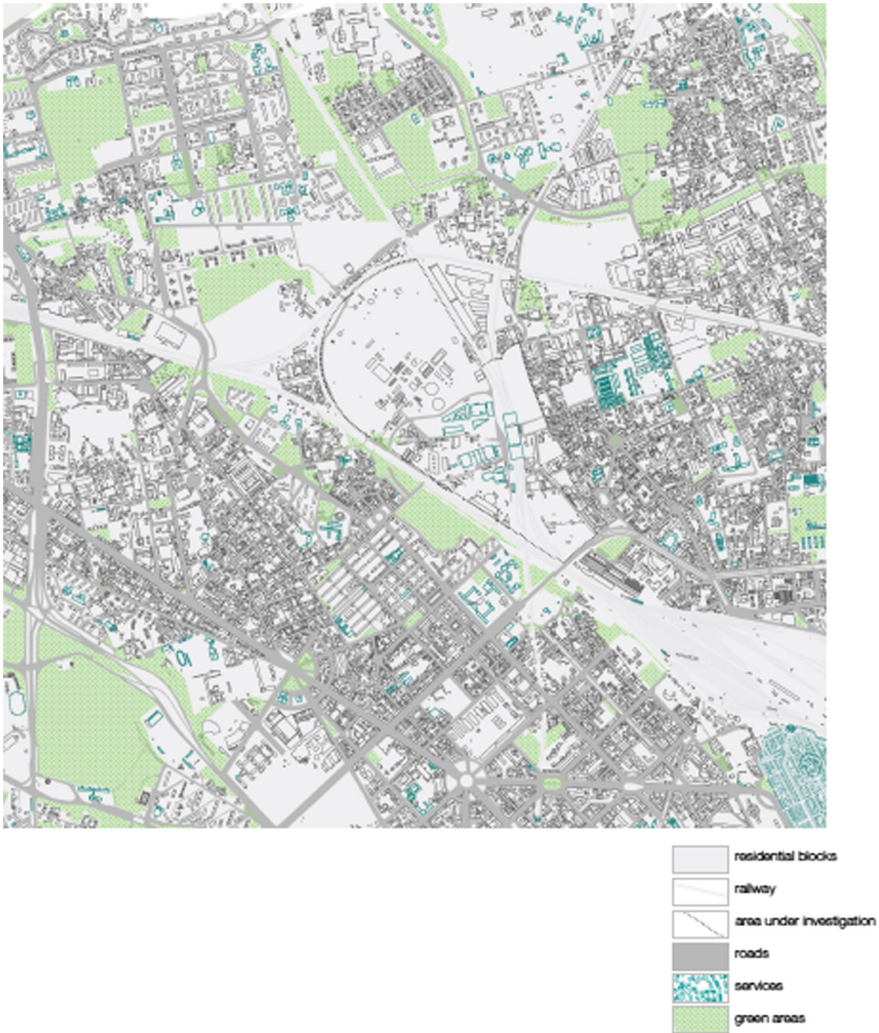 residential blocks
railway
area under investigation
roads
services
green areas